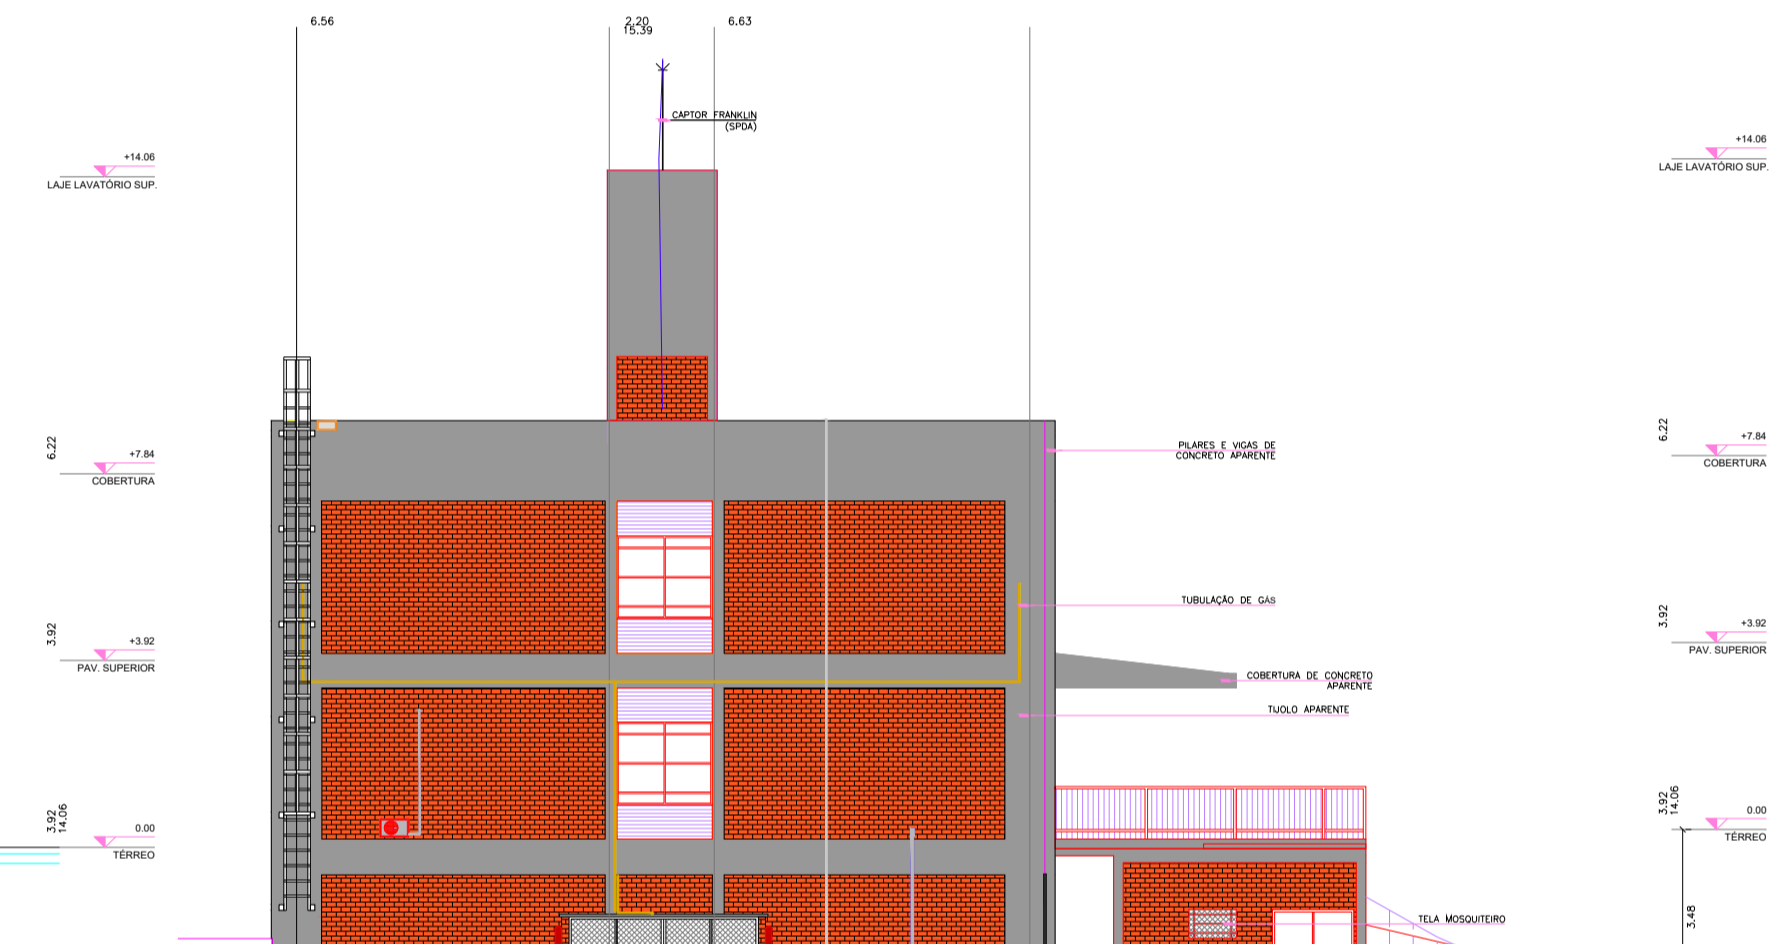 6.56
2.20
6.63
15.39
CAPTOR FRANKLIN
(SPDA)
+14.06
LAJE LAVATÓRIO SUP.
+14.06
LAJE LAVATÓRIO SUP.
6.22
+7.84
COBERTURA
PILARES E VIGAS DE
CONCRETO APARENTE
6.22
+7.84
COBERTURA
3.92
+3.92
PAV. SUPERIOR
TUBULAÇÃO DE GÁS
3.92
+3.92
PAV. SUPERIOR
COBERTURA DE CONCRETO
APARENTE
TIJOLO APARENTE
3.92
14.06
0.00
TÉRREO
3.92
14.06
0.00
TÉRREO
TELA MOSQUITEIRO
3.48